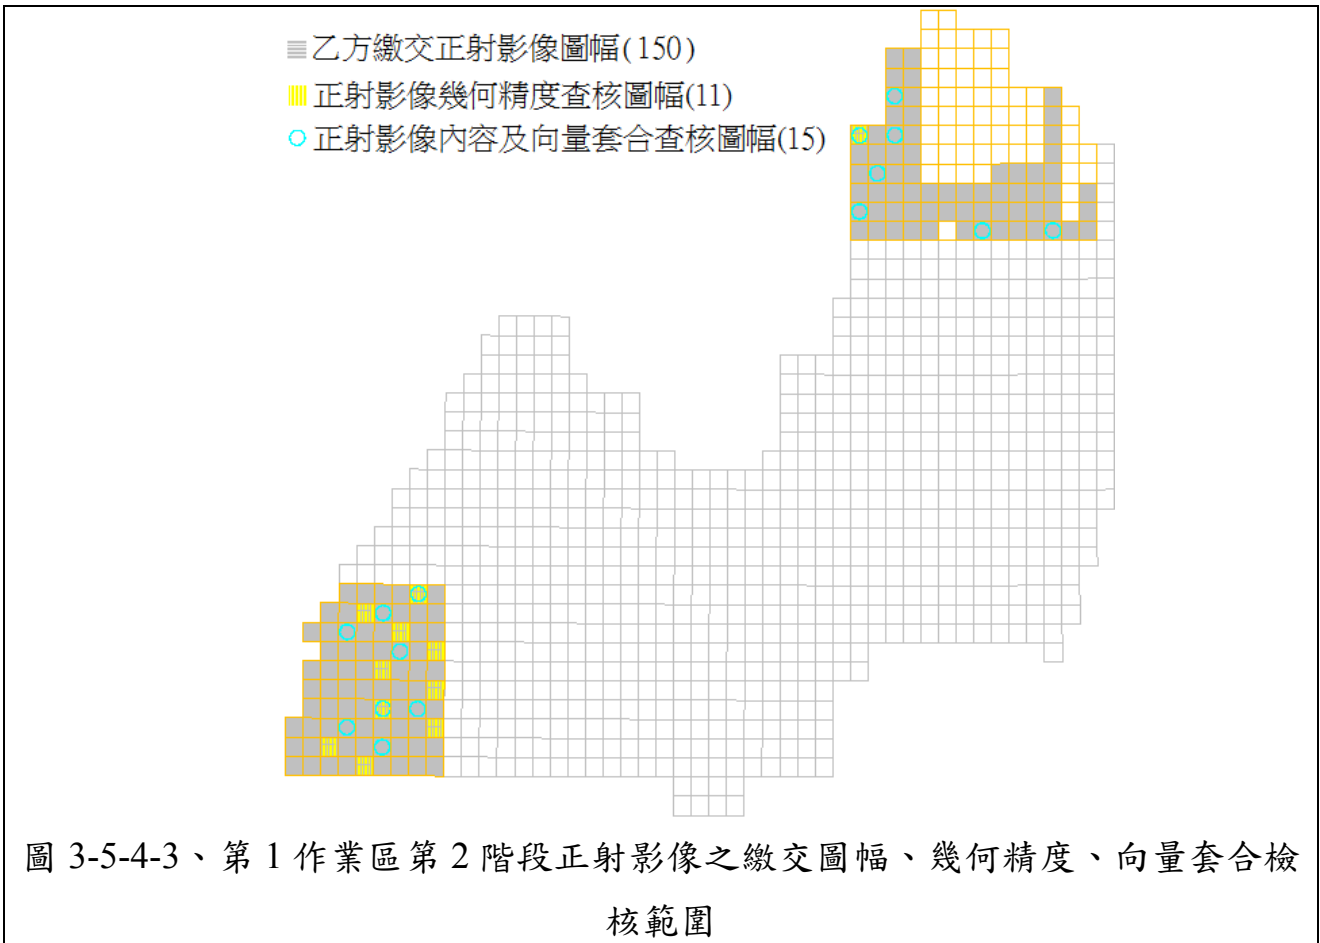 乙方繳交正射影像圖幅(150)
正射影像幾何精度查核圖幅(11)
正射影像內容及向量套合查核圖幅(15)
圖 3-5-4-3、第 1 作業區第 2 階段正射影像之繳交圖幅、幾何精度、向量套合檢
核範圍